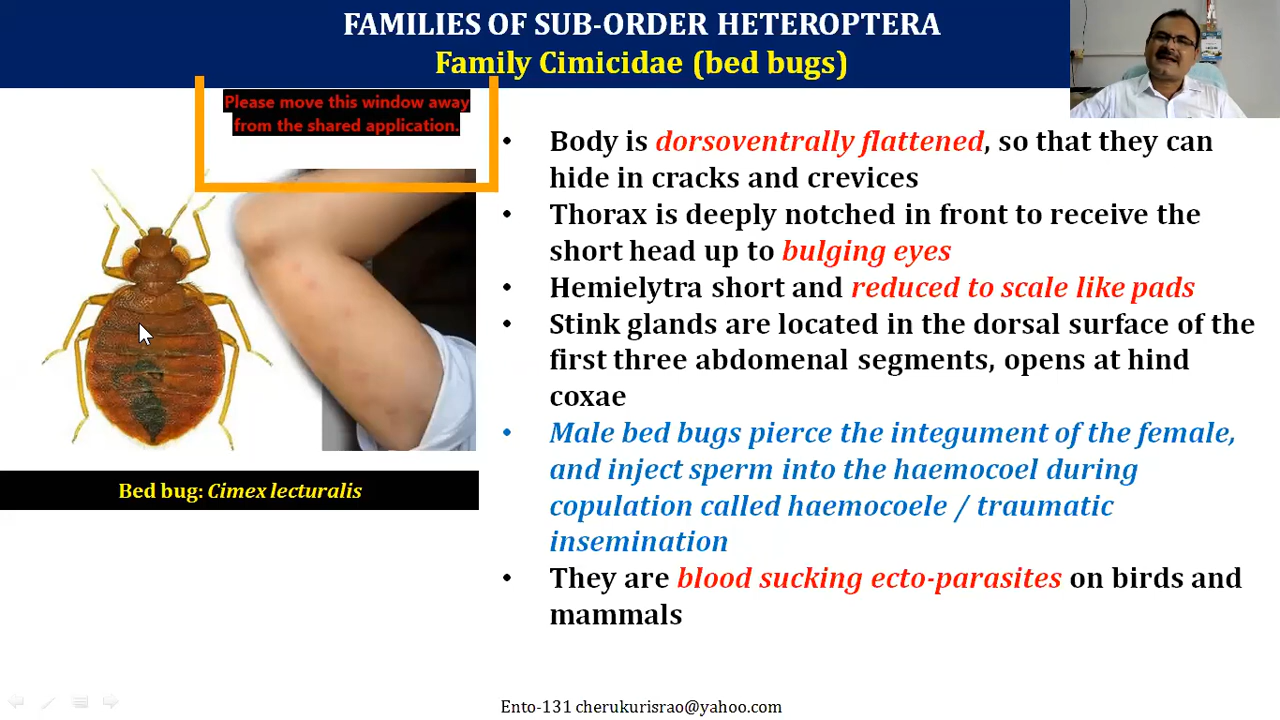 FAMILIES OF SUB-ORDER HETEROPTERA
Family Cimicidae (bed bugs)
Please move this window away
from the shared application.
• Body is dorsoventrally flattened, so that they can
hide in cracks and crevices
• Thorax is deeply notched in front to receive the
short head up to bulging eyes
• Hemielytra short and reduced to scale like pads
• Stink glands are located in the dorsal surface of the
first three abdomenal segments, opens at hind
coxae
• Male bed bugs pierce the integument of the female,
and inject sperm into the haemocoel during
copulation called haemocoele / traumatic
insemination
• They are blood sucking ecto-parasites on birds and
mammals
Bed bug: Cimex lecturalis
Ento-131 cherukurisrao@yahoo.com